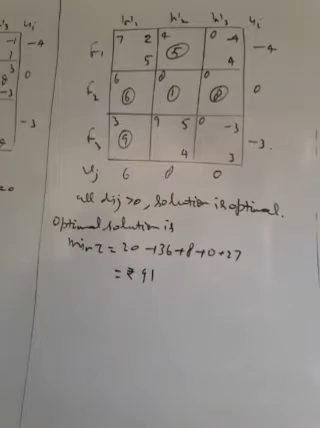 W1 W2 W3 ui
F1 7 2 4 0 -4 -4
5 ⑤ 4
F2 6 8 0 0
⑥ ① ⓪
F3 3 9 5 0 -3 -3
⑨ 4 3
vj 6 8 0
all dij >0, solution is optimal.
Optimal solution is
min Z = 20 + 36 + 8 + 0 + 27
= ₹ 91